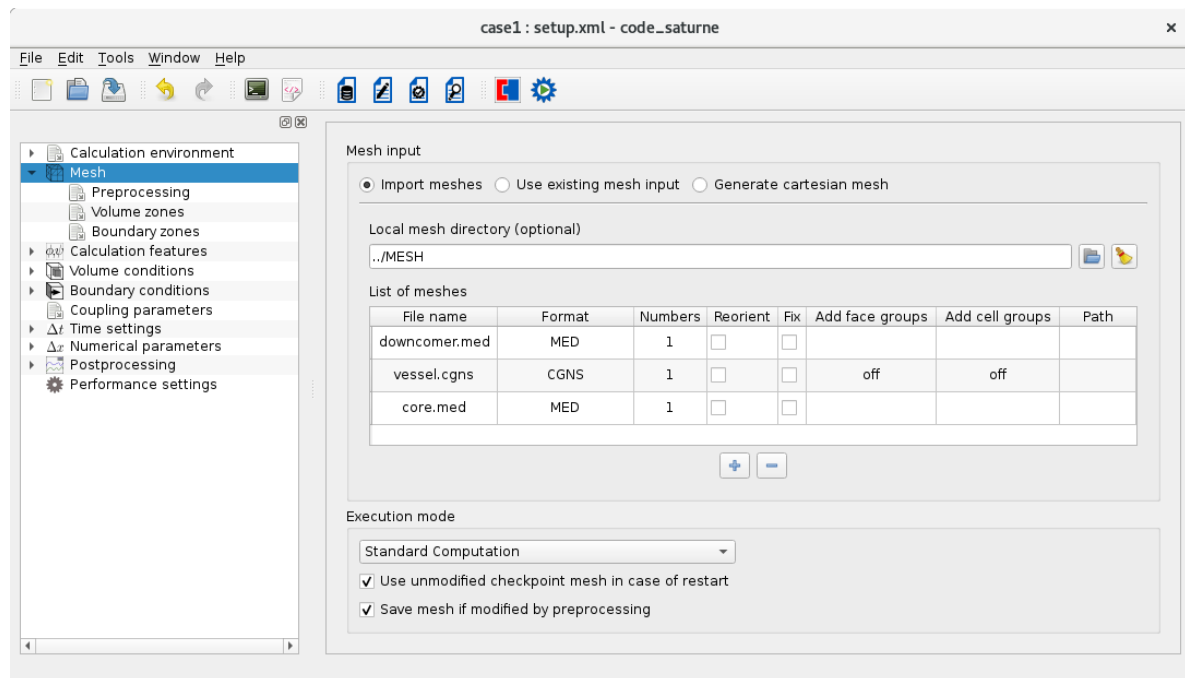 case1 : setup.xml - code_saturne
File Edit Tools Window Help
Calculation environment
Mesh
Preprocessing
Volume zones
Boundary zones
φαψ Calculation features
Volume conditions
Boundary conditions
Coupling parameters
Δt Time settings
Δx Numerical parameters
Postprocessing
Performance settings
Mesh input
Import meshes Use existing mesh input Generate cartesian mesh
Local mesh directory (optional)
../MESH
List of meshes
File name Format Numbers Reorient Fix Add face groups Add cell groups Path
downcomer.med MED 1
vessel.cgns CGNS 1 off off
core.med MED 1
Execution mode
Standard Computation
Use unmodified checkpoint mesh in case of restart
Save mesh if modified by preprocessing